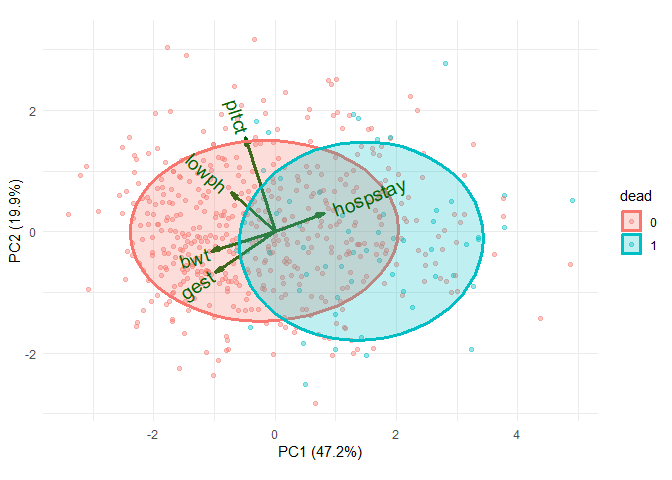 pltct
lowph
hospstay
bwt
gest
2
0
-2
-2
0
2
4
PC1 (47.2%)
PC2 (19.9%)
dead
0
1